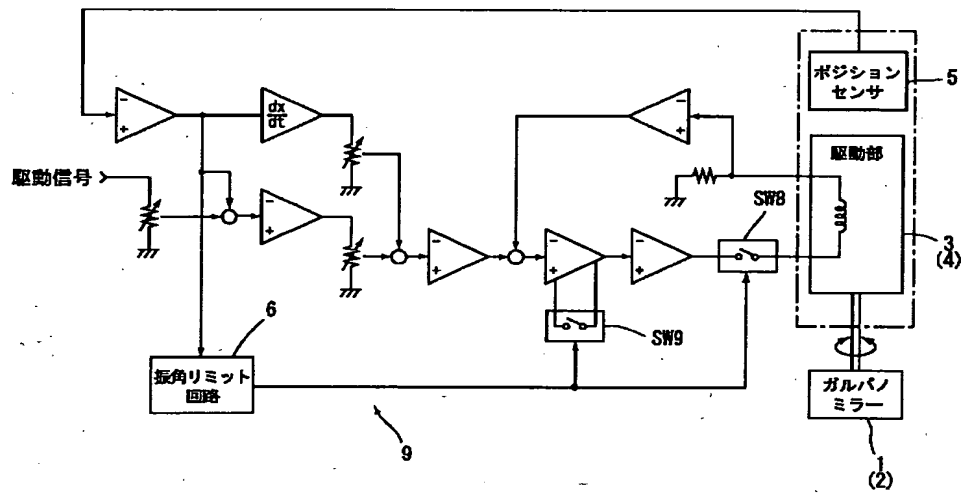 ポジション
センサ
5
dx
dt
駆動部
駆動信号
SW8
3
(4)
6
SW9
振角リミット
回路
ガルバノ
ミラー
9
1
(2)